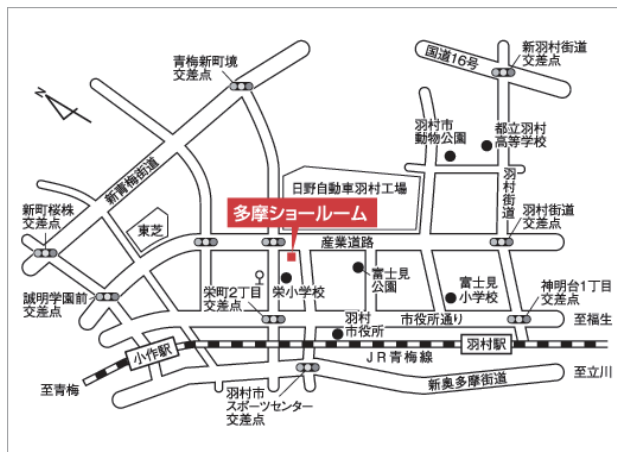 青梅新町境
交差点
国道16号
新羽村街道
交差点
N
羽村市
動物公園
都立羽村
高等学校
新青梅街道
日野自動車羽村工場
羽村街道
新町桜株
交差点
東芝
多摩ショールーム
産業道路
羽村街道
交差点
誠明学園前
交差点
栄町2丁目
交差点
栄小学校
富士見
公園
富士見
小学校
神明台1丁目
交差点
羽村
市役所
市役所通り
至福生
小作駅
JR青梅線
羽村駅
至青梅
羽村市
スポーツセンター
交差点
新奥多摩街道
至立川